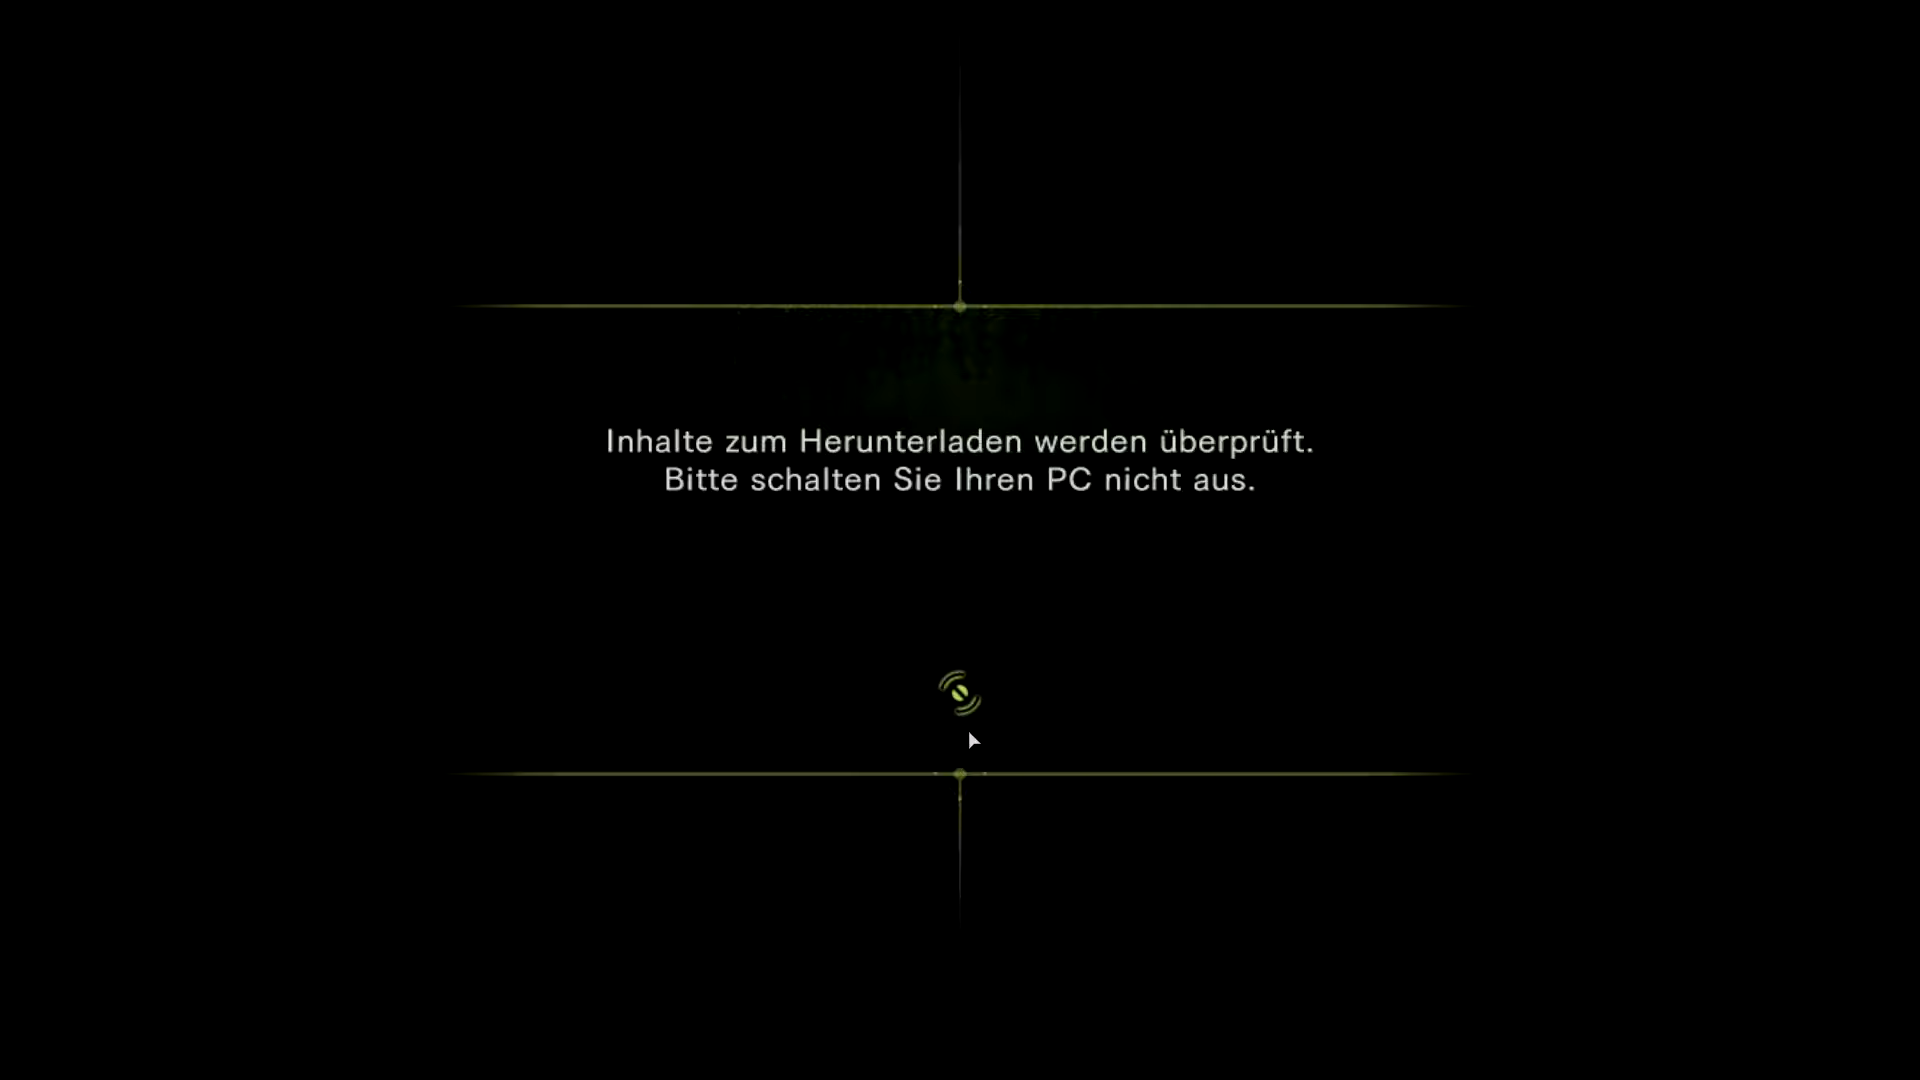 Inhalte zum Herunterladen werden überprüft.
Bitte schalten Sie Ihren PC nicht aus.